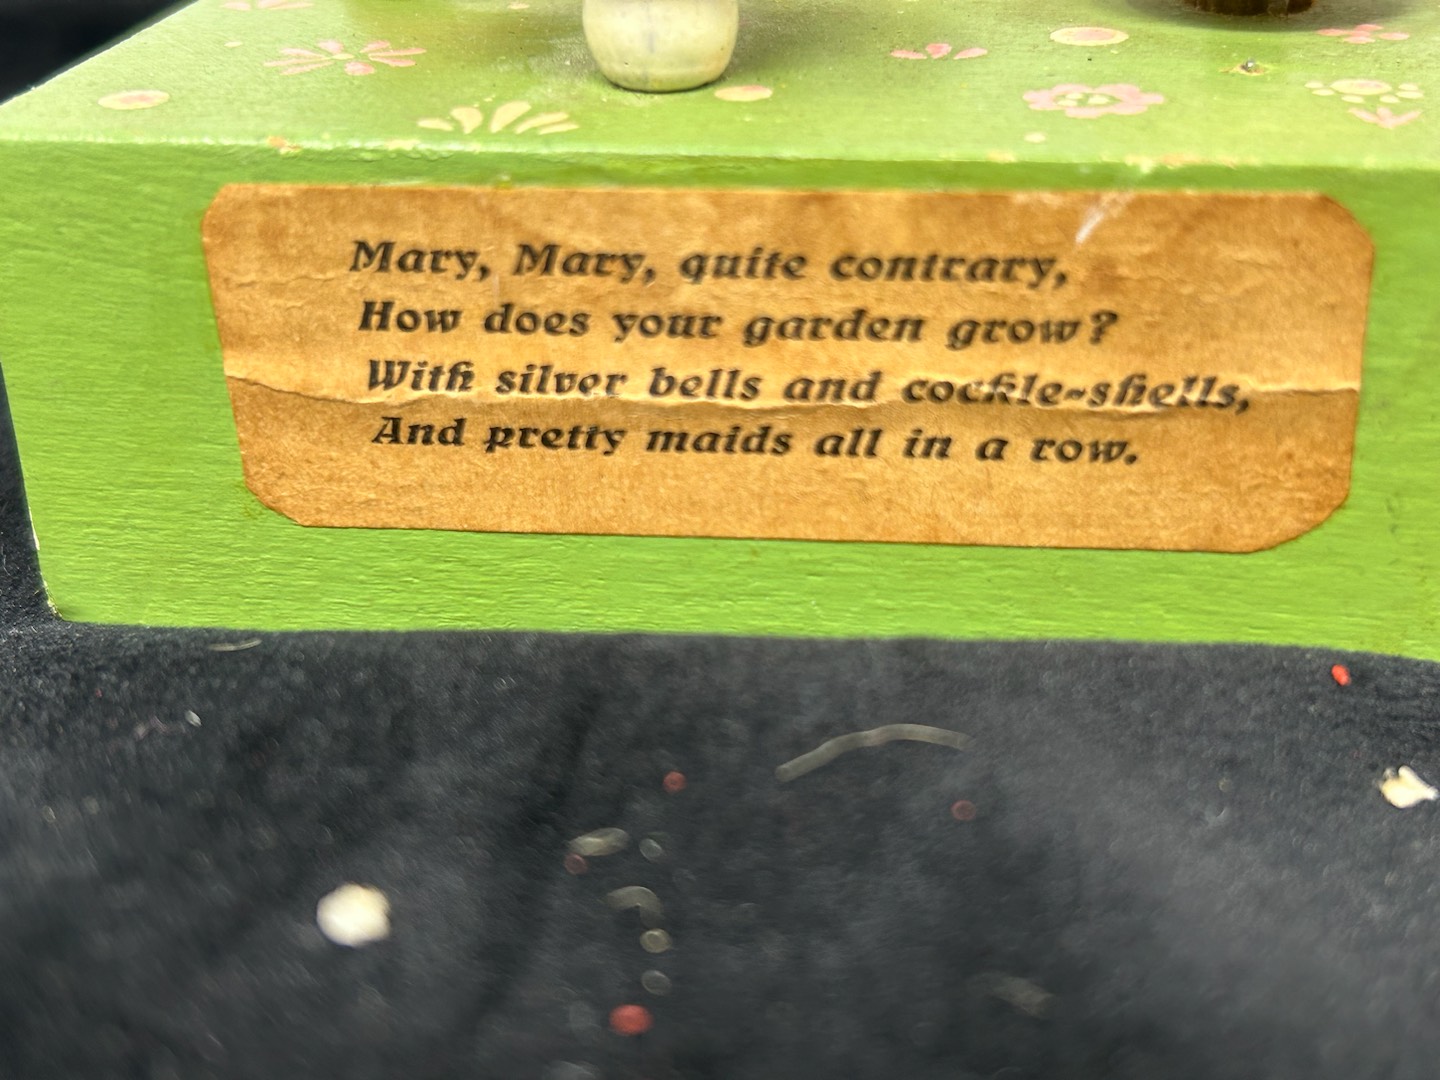 Mary, Mary, quite contrary,
How does your garden grow?
With silver bells and cockle-shells,
And pretty maids all in a row.